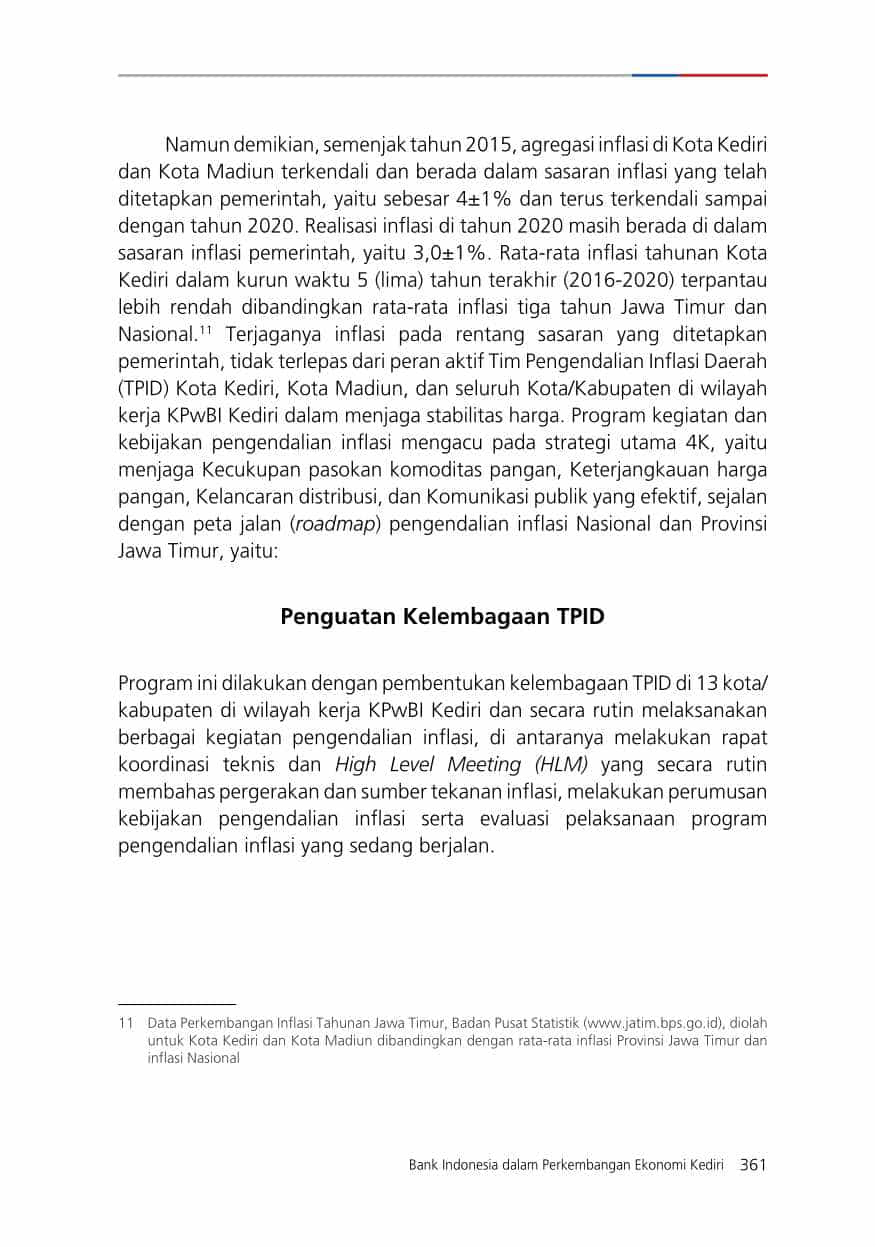 Namun demikian, semenjak tahun 2015, agregasi inflasi di Kota Kediri
dan Kota Madiun terkendali dan berada dalam sasaran inflasi yang telah
ditetapkan pemerintah, yaitu sebesar 4±1% dan terus terkendali sampai
dengan tahun 2020. Realisasi inflasi di tahun 2020 masih berada di dalam
sasaran inflasi pemerintah, yaitu 3,0±1%. Rata-rata inflasi tahunan Kota
Kediri dalam kurun waktu 5 (lima) tahun terakhir (2016-2020) terpantau
lebih rendah dibandingkan rata-rata inflasi tiga tahun Jawa Timur dan
Nasional.¹¹ Terjaganya inflasi pada rentang sasaran yang ditetapkan
pemerintah, tidak terlepas dari peran aktif Tim Pengendalian Inflasi Daerah
(TPID) Kota Kediri, Kota Madiun, dan seluruh Kota/Kabupaten di wilayah
kerja KPwBI Kediri dalam menjaga stabilitas harga. Program kegiatan dan
kebijakan pengendalian inflasi mengacu pada strategi utama 4K, yaitu
menjaga Kecukupan pasokan komoditas pangan, Keterjangkauan harga
pangan, Kelancaran distribusi, dan Komunikasi publik yang efektif, sejalan
dengan peta jalan (roadmap) pengendalian inflasi Nasional dan Provinsi
Jawa Timur, yaitu:
Penguatan Kelembagaan TPID
Program ini dilakukan dengan pembentukan kelembagaan TPID di 13 kota/
kabupaten di wilayah kerja KPwBI Kediri dan secara rutin melaksanakan
berbagai kegiatan pengendalian inflasi, di antaranya melakukan rapat
koordinasi teknis dan High Level Meeting (HLM) yang secara rutin
membahas pergerakan dan sumber tekanan inflasi, melakukan perumusan
kebijakan pengendalian inflasi serta evaluasi pelaksanaan program
pengendalian inflasi yang sedang berjalan.
11 Data Perkembangan Inflasi Tahunan Jawa Timur, Badan Pusat Statistik (www.jatim.bps.go.id), diolah
untuk Kota Kediri dan Kota Madiun dibandingkan dengan rata-rata inflasi Provinsi Jawa Timur dan
inflasi Nasional
Bank Indonesia dalam Perkembangan Ekonomi Kediri 361